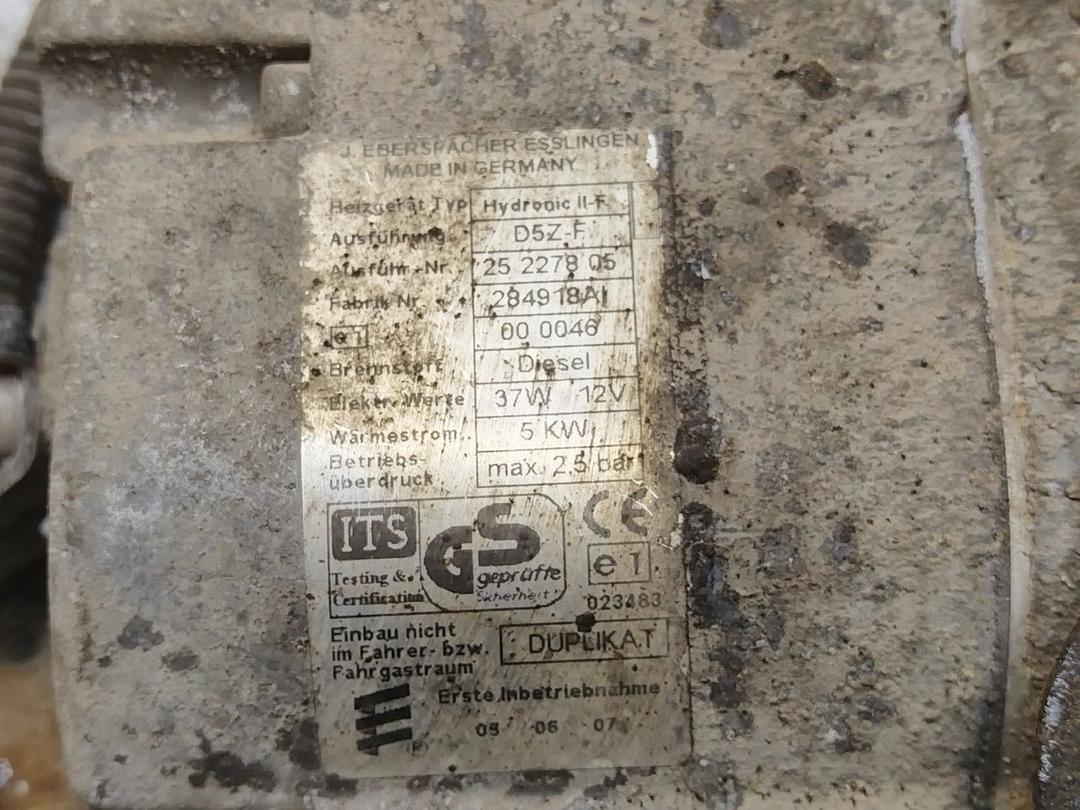 J. EBERSPÄCHER ESSLINGEN
MADE IN GERMANY
Heizgerät Typ Hydronic II-F
Ausführung D5Z-F
Ausführ.-Nr. 25 2278 05
Fabrik Nr. 284918AI
e1 00 0046
Brennstoff Diesel
Elektr. Werte 37W 12V
Wärmestrom.. 5 KW
Betriebs-
überdruck max. 2,5 bar
ITS
Testing &
Certification
GS
geprüfte
Sicherheit
CE
e1
023483
Einbau nicht
im Fahrer- bzw.
Fahrgastraum
DUPLIKAT
Erste Inbetriebnahme
05 06 07